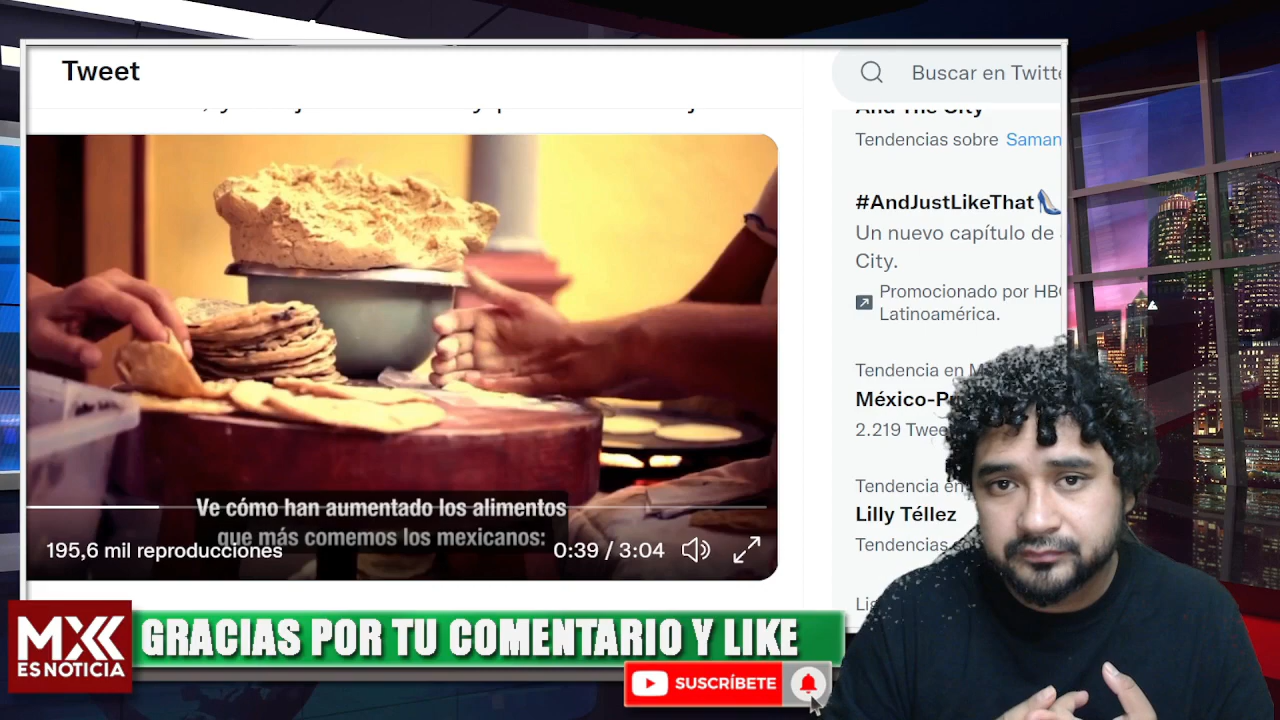 Tweet
Buscar en Twitte
And The City
Tendencias sobre Saman
#AndJustLikeThat
Un nuevo capítulo de
City.
Promocionado por HBO
Latinoamérica.
Tendencia en M
México-Pr
2.219 Twee
Tendencia en
Lilly Téllez
Tendencias
Ve cómo han aumentado los alimentos
que más comemos los mexicanos:
195,6 mil reproducciones
0:39 / 3:04
MX
ES NOTICIA
GRACIAS POR TU COMENTARIO Y LIKE
SUSCRÍBETE